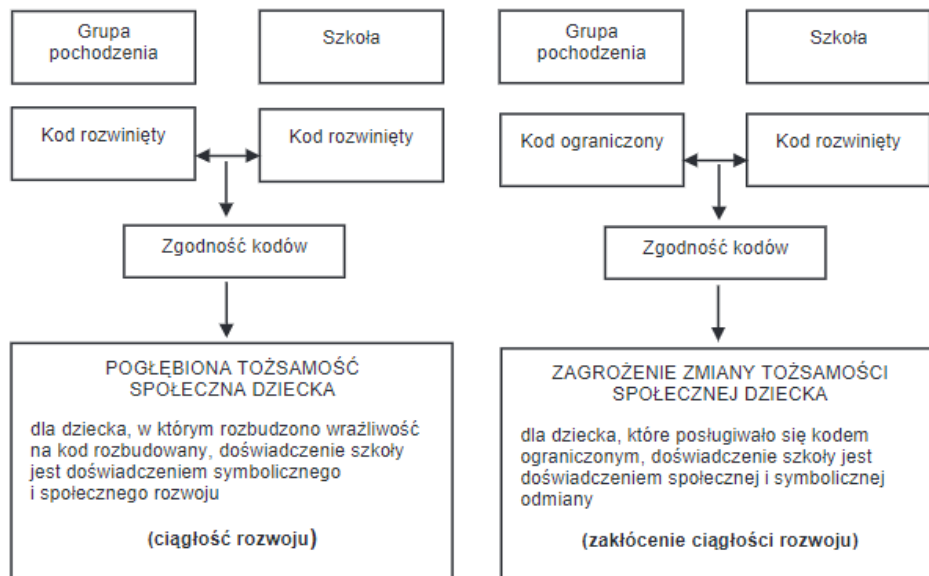 Grupa
pochodzenia
Szkoła
Kod rozwinięty
Kod rozwinięty
Zgodność kodów
POGŁĘBIONA TOŻSAMOŚĆ
SPOŁECZNA DZIECKA
dla dziecka, w którym rozbudzono wrażliwość
na kod rozbudowany, doświadczenie szkoły
jest doświadczeniem symbolicznego
i społecznego rozwoju
(ciągłość rozwoju)
Grupa
pochodzenia
Szkoła
Kod ograniczony
Kod rozwinięty
Zgodność kodów
ZAGROŻENIE ZMIANY TOŻSAMOŚCI
SPOŁECZNEJ DZIECKA
dla dziecka, które posługiwało się kodem
ograniczonym, doświadczenie szkoły jest
doświadczeniem społecznej i symbolicznej
odmiany
(zakłócenie ciągłości rozwoju)